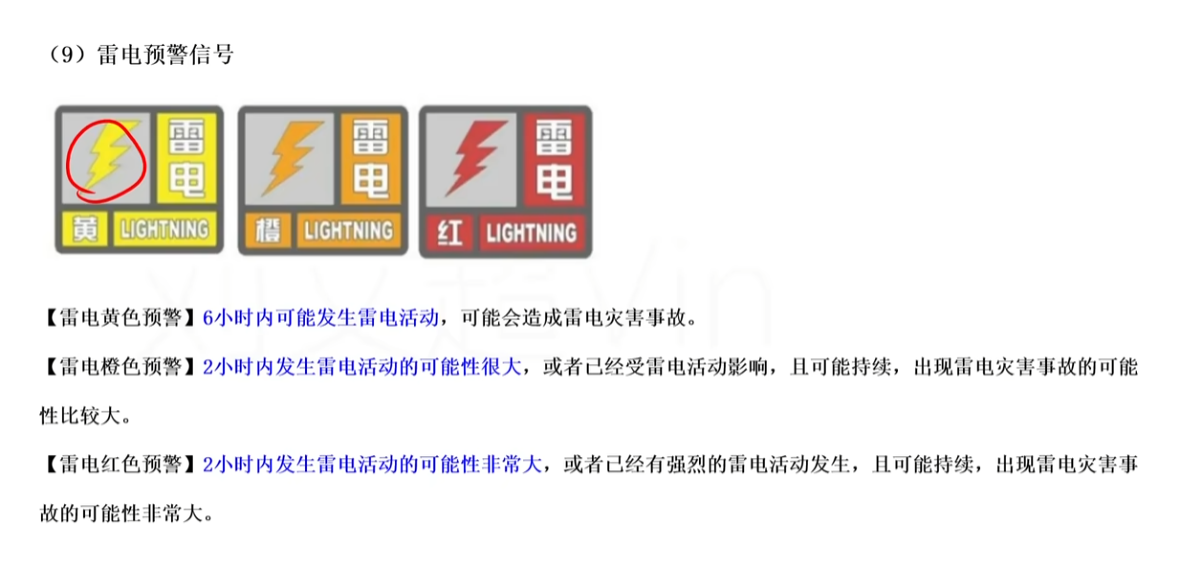 （9）雷电预警信号
雷电
黄 LIGHTNING
雷电
橙 LIGHTNING
雷电
红 LIGHTNING
【雷电黄色预警】6小时内可能发生雷电活动，可能会造成雷电灾害事故。
【雷电橙色预警】2小时内发生雷电活动的可能性很大，或者已经受雷电活动影响，且可能持续，出现雷电灾害事故的可能
性比较大。
【雷电红色预警】2小时内发生雷电活动的可能性非常大，或者已经有强烈的雷电活动发生，且可能持续，出现雷电灾害事
故的可能性非常大。